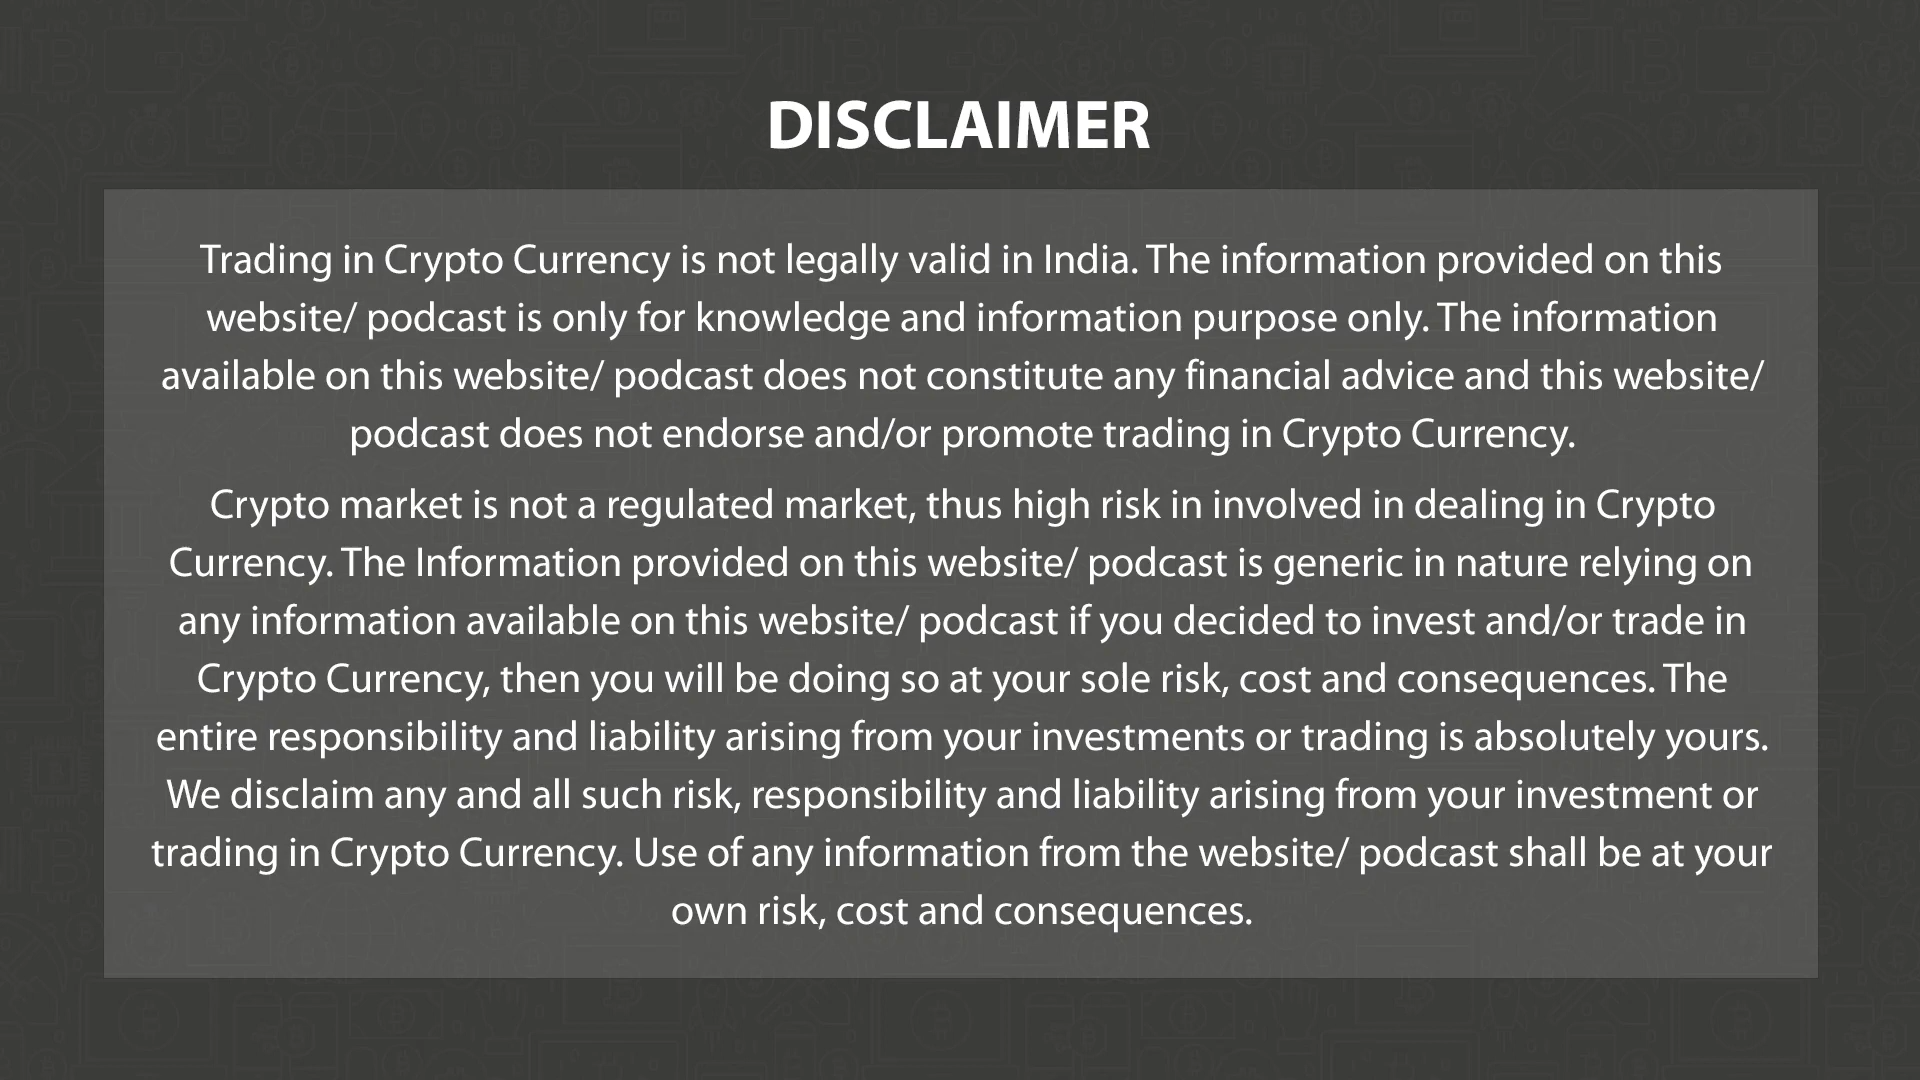 DISCLAIMER
Trading in Crypto Currency is not legally valid in India. The information provided on this
website/ podcast is only for knowledge and information purpose only. The information
available on this website/ podcast does not constitute any financial advice and this website/
podcast does not endorse and/or promote trading in Crypto Currency.
Crypto market is not a regulated market, thus high risk in involved in dealing in Crypto
Currency. The Information provided on this website/ podcast is generic in nature relying on
any information available on this website/ podcast if you decided to invest and/or trade in
Crypto Currency, then you will be doing so at your sole risk, cost and consequences. The
entire responsibility and liability arising from your investments or trading is absolutely yours.
We disclaim any and all such risk, responsibility and liability arising from your investment or
trading in Crypto Currency. Use of any information from the website/ podcast shall be at your
own risk, cost and consequences.